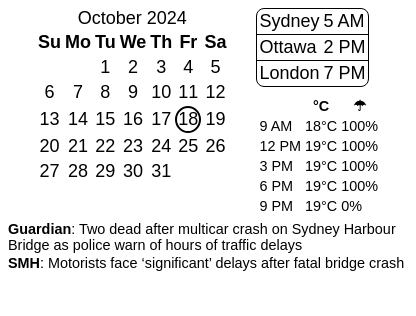 October 2024
Su Mo Tu We Th Fr Sa
1 2 3 4 5
6 7 8 9 10 11 12
13 14 15 16 17 18 19
20 21 22 23 24 25 26
27 28 29 30 31
Sydney 5 AM
Ottawa 2 PM
London 7 PM
°C ☂
9 AM 18°C 100%
12 PM 19°C 100%
3 PM 19°C 100%
6 PM 19°C 100%
9 PM 19°C 0%
Guardian: Two dead after multicar crash on Sydney Harbour
Bridge as police warn of hours of traffic delays
SMH: Motorists face ‘significant’ delays after fatal bridge crash